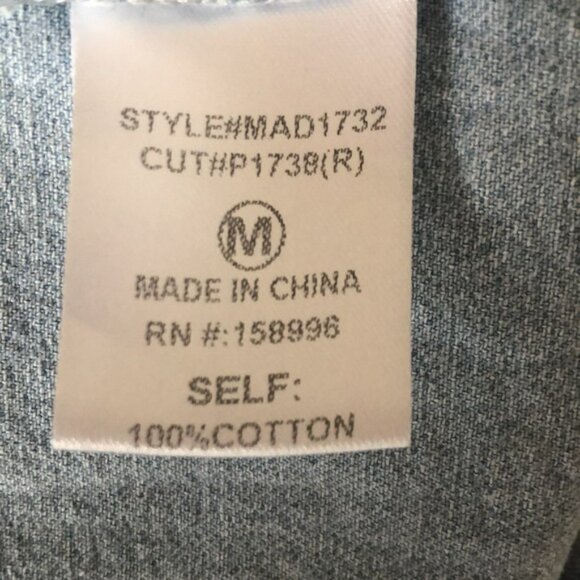 STYLE#MAD1732
CUT#P1738(R)
M
MADE IN CHINA
RN #:158996
SELF:
100%COTTON